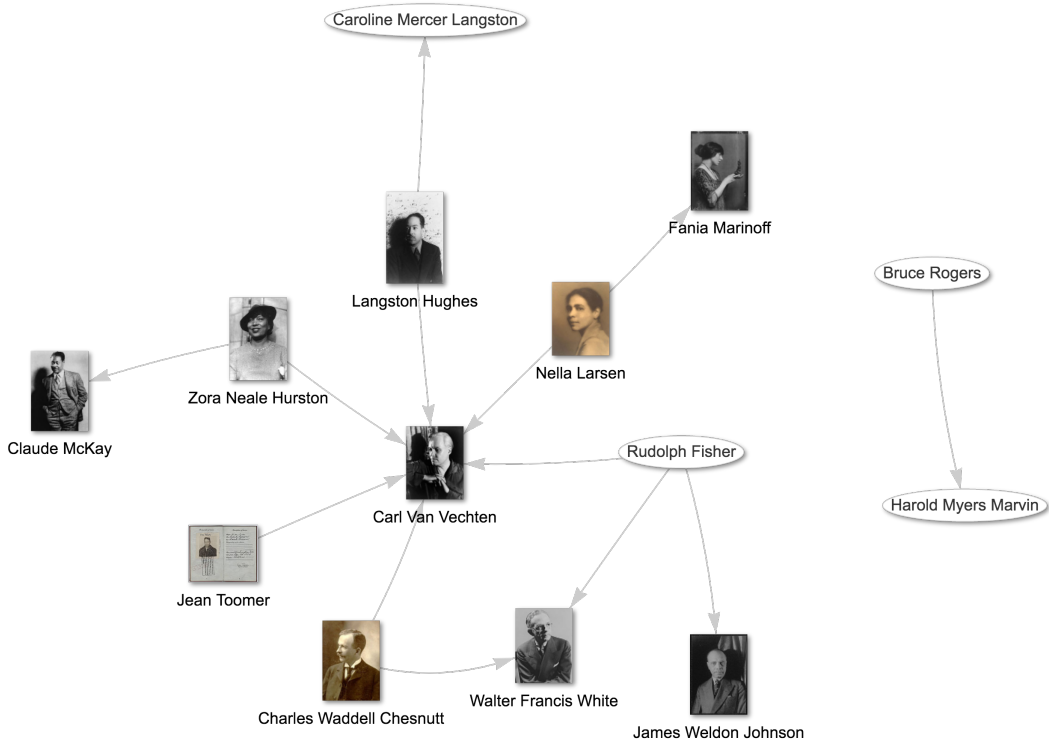 Caroline Mercer Langston
Fania Marinoff
Bruce Rogers
Langston Hughes
Nella Larsen
Zora Neale Hurston
Claude McKay
Rudolph Fisher
Harold Myers Marvin
Carl Van Vechten
Jean Toomer
Walter Francis White
Charles Waddell Chesnutt
James Weldon Johnson